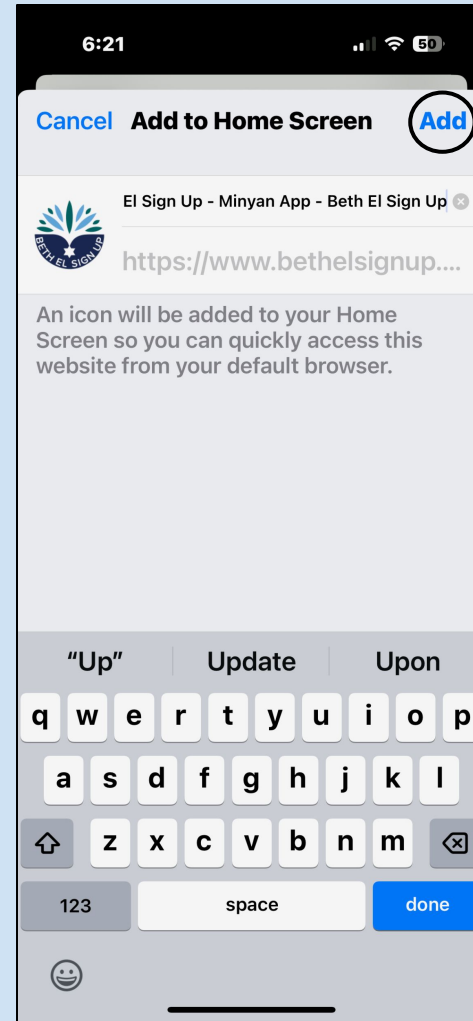 6:21
50
Cancel Add to Home Screen Add
El Sign Up - Minyan App - Beth El Sign Up
BETH EL SIGN UP
https://www.bethelsignup....
An icon will be added to your Home
Screen so you can quickly access this
website from your default browser.
“Up” Update Upon
q w e r t y u i o p
a s d f g h j k l
z x c v b n m
123 space done